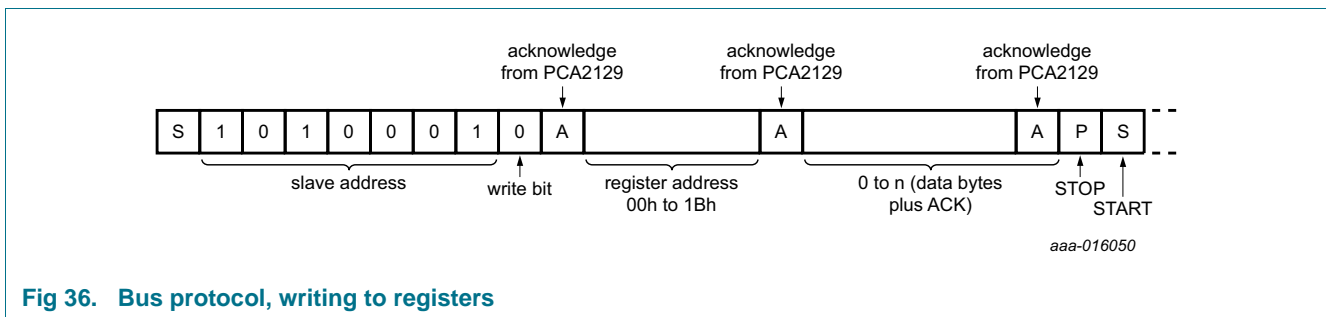 acknowledge
from PCA2129
acknowledge
from PCA2129
acknowledge
from PCA2129
S 1 0 1 0 0 0 1 0 A A A P S
slave address
write bit
register address
00h to 1Bh
0 to n (data bytes
plus ACK)
STOP
START
aaa-016050
Fig 36. Bus protocol, writing to registers